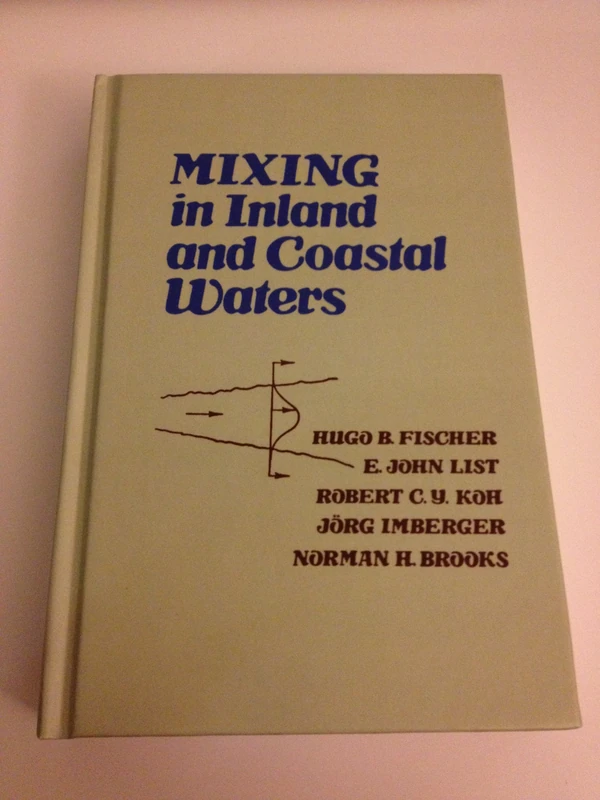 MIXING
in Inland
and Coastal
Waters
HUGO B. FISCHER
E. JOHN LIST
ROBERT C. Y. KOH
JÖRG IMBERGER
NORMAN H. BROOKS